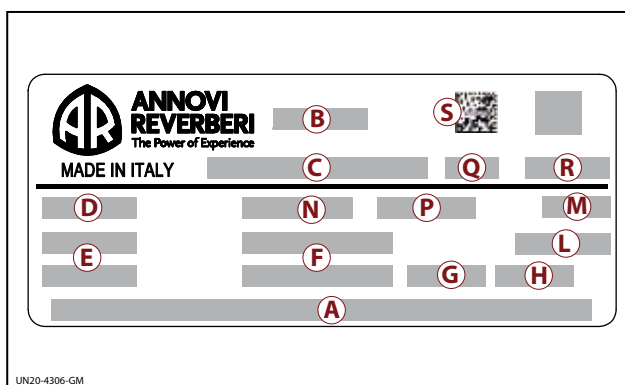 ANNOVI
REVERBERI
The Power of Experience
AR
MADE IN ITALY
B
S
C
Q
R
D
N
P
M
E
F
L
G
H
A
UN20-4306-GM